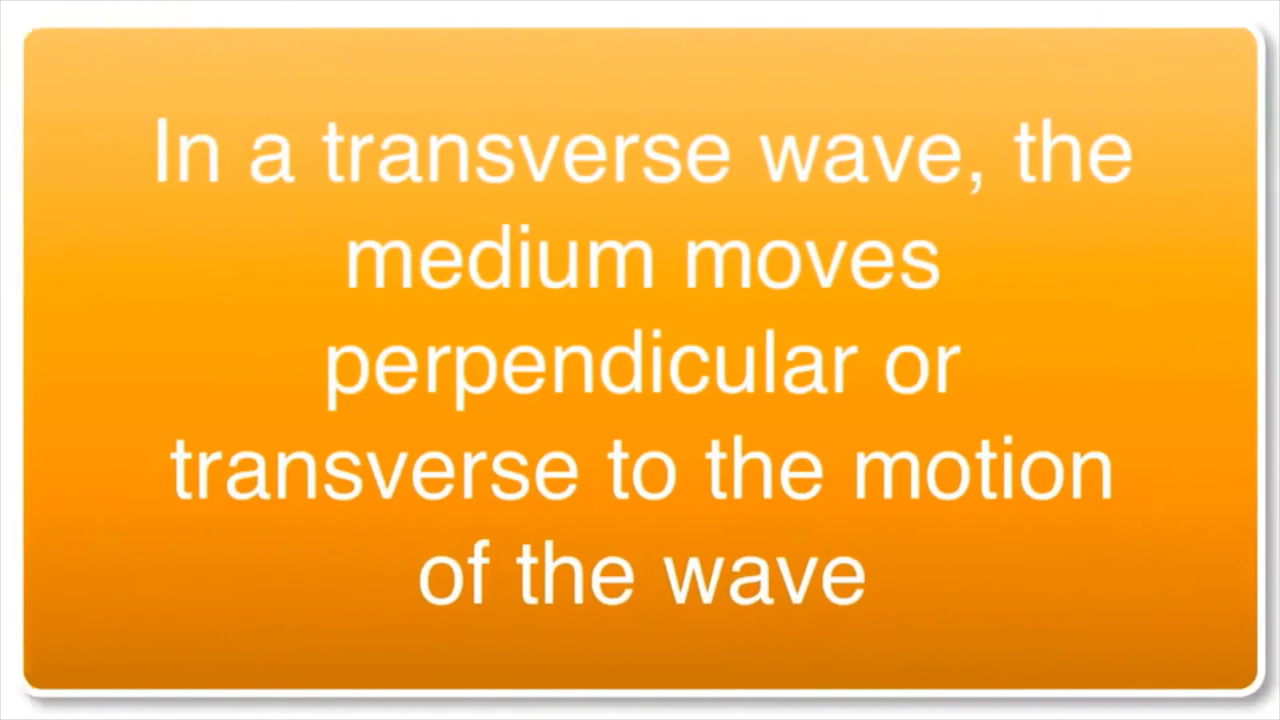 In a transverse wave, the
medium moves
perpendicular or
transverse to the motion
of the wave